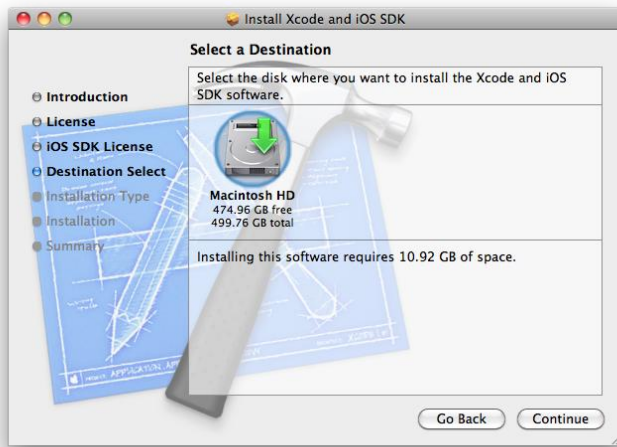 Install Xcode and iOS SDK
Select a Destination
Introduction
License
iOS SDK License
Destination Select
Installation Type
Installation
Summary
Select the disk where you want to install the Xcode and iOS
SDK software.
Macintosh HD
474.96 GB free
499.76 GB total
Installing this software requires 10.92 GB of space.
Go Back
Continue